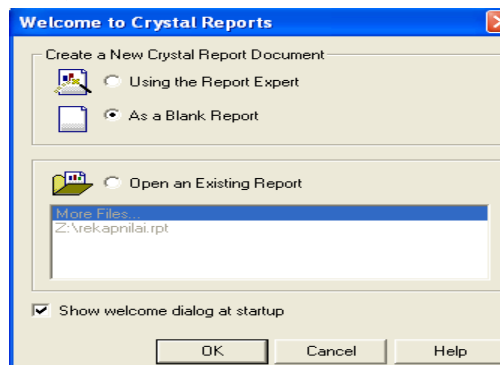 Welcome to Crystal Reports
Create a New Crystal Report Document
Using the Report Expert
As a Blank Report
Open an Existing Report
More Files...
Z:\rekapnilai.rpt
Show welcome dialog at startup
OK Cancel Help